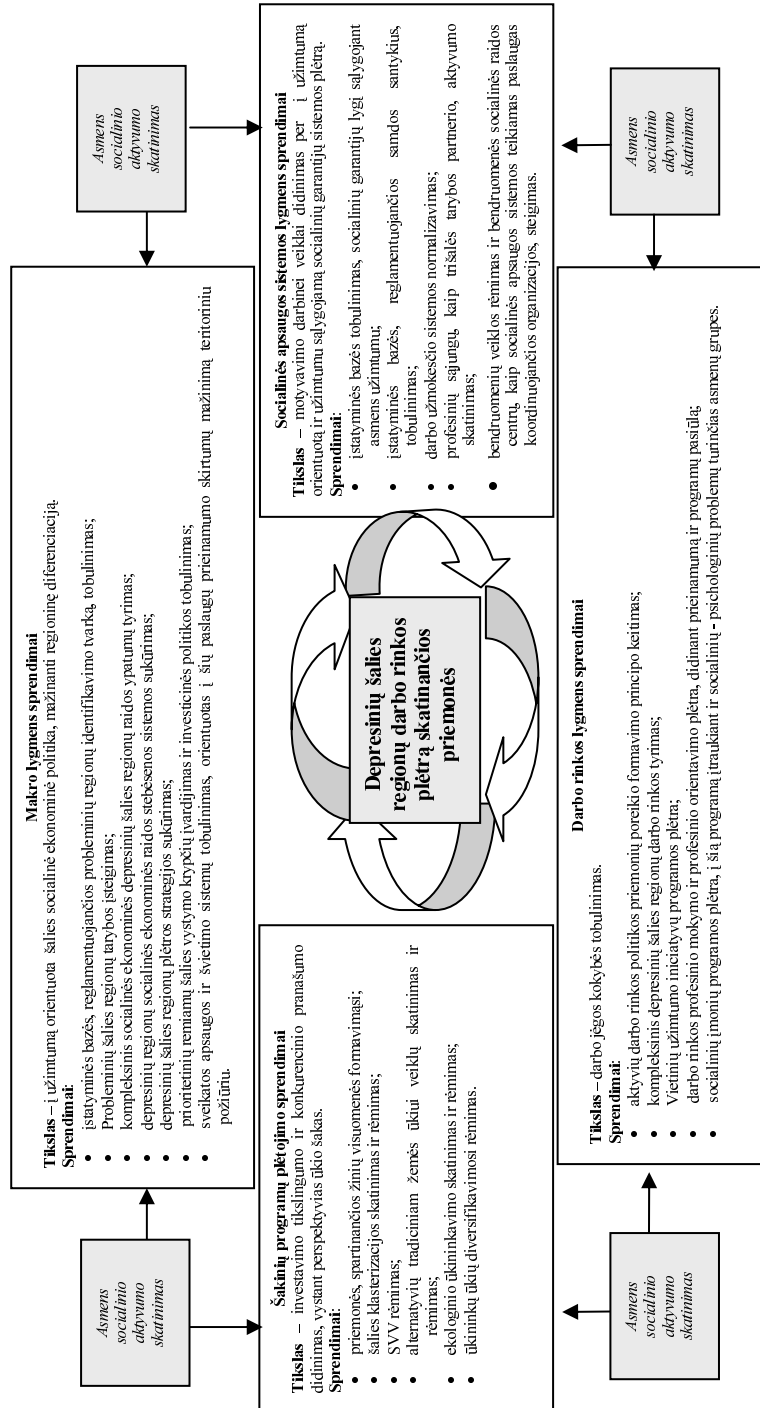 Asmens
socialinio
aktyvumo
skatinimas
Makro lygmens sprendimai
Tikslas – į užimtumą orientuota šalies socialinė ekonominė politika, mažinanti regioninę diferenciaciją.
Sprendimai:
• įstatyminės bazės, reglamentuojančios probleminių regionų identifikavimo tvarką, tobulinimas;
• Probleminių šalies regionų tarybos įsteigimas;
• kompleksinis socialinės ekonominės depresinių šalies regionų raidos ypatumų tyrimas;
• depresinių regionų socialinės ekonominės raidos stebėsenos sistemos sukūrimas;
• depresinių šalies regionų plėtros strategijos sukūrimas;
• prioritetinių remiamų šalies vystymo krypčių įvardijimas ir investicinės politikos tobulinimas;
• sveikatos apsaugos ir švietimo sistemų tobulinimas, orientuotas į šių paslaugų prieinamumo skirtumų mažinimą teritoriniu
požiūriu.
Asmens
socialinio
aktyvumo
skatinimas
Šakinių programų plėtojimo sprendimai
Tikslas – investavimo tikslingumo ir konkurencinio pranašumo
didinimas, vystant perspektyvias ūkio šakas.
Sprendimai:
• priemonės, spartinančios žinių visuomenės formavimąsi;
• šalies klasterizacijos skatinimas ir rėmimas;
• SVV rėmimas;
• alternatyvių tradiciniam žemės ūkiui veiklų skatinimas ir
rėmimas;
• ekologinio ūkininkavimo skatinimas ir rėmimas;
• ūkininkų ūkių diversifikavimosi rėmimas.
Depresinių šalies
regionų darbo rinkos
plėtrą skatinančios
priemonės
Socialinės apsaugos sistemos lygmens sprendimai
Tikslas – motyvavimo darbinei veiklai didinimas per į užimtumą
orientuotą ir užimtumu sąlygojamą socialinių garantijų sistemos plėtrą.
Sprendimai:
• įstatyminės bazės tobulinimas, socialinių garantijų lygį sąlygojant
asmens užimtumu;
• įstatyminės bazės, reglamentuojančios samdos santykius,
tobulinimas;
• darbo užmokesčio sistemos normalizavimas;
• profesinių sąjungų, kaip trišalės tarybos partnerio, aktyvumo
skatinimas;
• bendruomenių veiklos rėmimas ir bendruomenės socialinės raidos
centrų, kaip socialinės apsaugos sistemos teikiamas paslaugas
koordinuojančios organizacijos, steigimas.
Asmens
socialinio
aktyvumo
skatinimas
Darbo rinkos lygmens sprendimai
Tikslas – darbo jėgos kokybės tobulinimas.
Sprendimai:
• aktyvių darbo rinkos politikos priemonių poreikio formavimo principo keitimas;
• kompleksinis depresinių šalies regionų darbo rinkos tyrimas;
• Vietinių užimtumo iniciatyvų programos plėtra;
• darbo rinkos profesinio mokymo ir profesinio orientavimo plėtra, didinant prieinamumą ir programų pasiūlą;
• socialinių įmonių programos plėtra, į šią programą įtraukiant ir socialinių - psichologinių problemų turinčias asmenų grupes.
Asmens
socialinio
aktyvumo
skatinimas